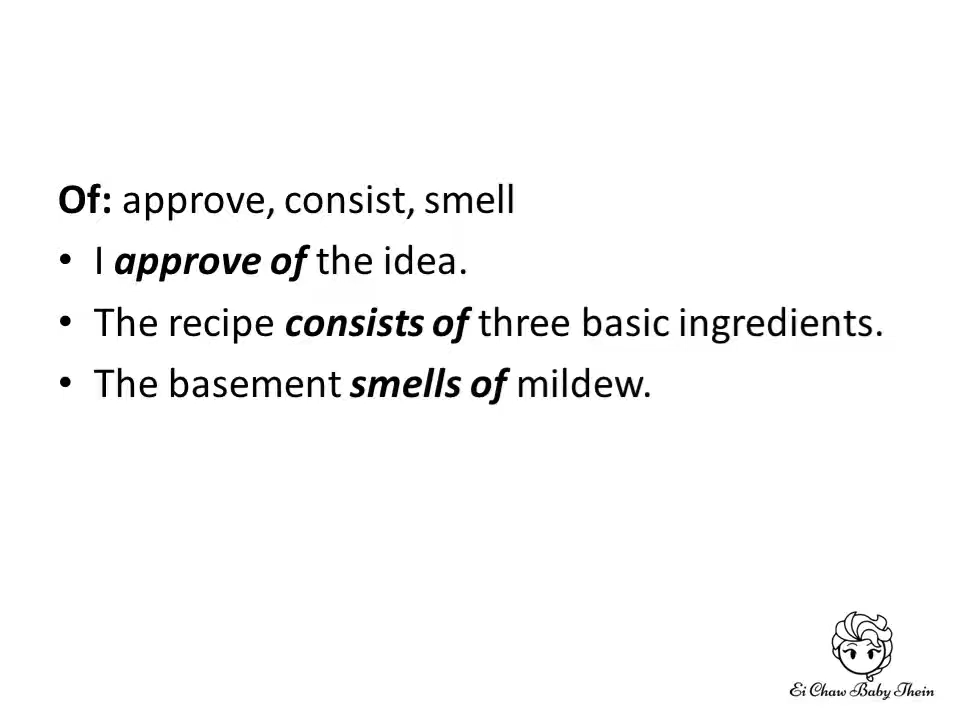 Of: approve, consist, smell
• I approve of the idea.
• The recipe consists of three basic ingredients.
• The basement smells of mildew.
Ei Chaw Baby Thein